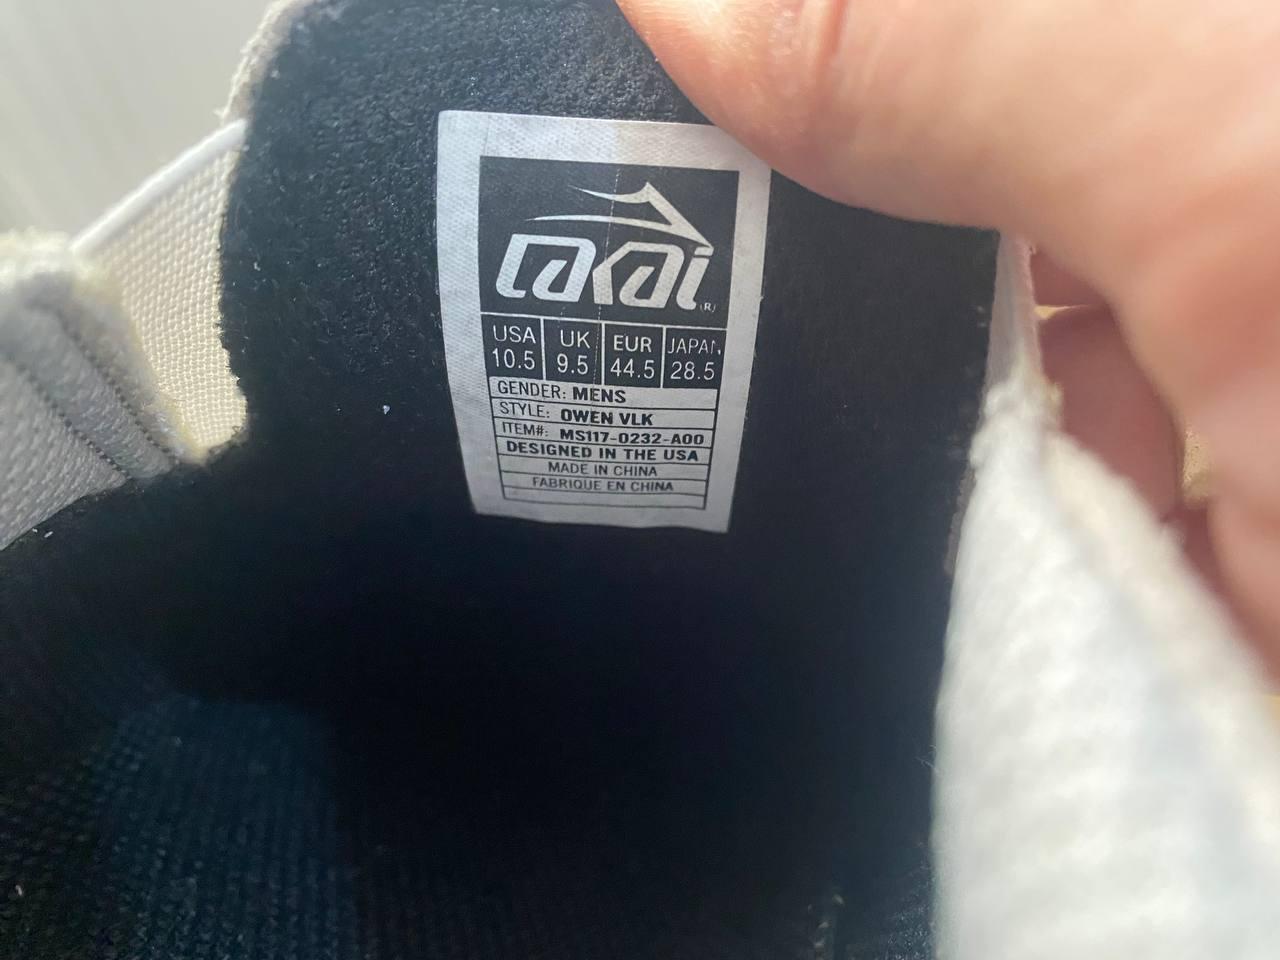 LAKAI (R)
USA UK EUR JAPAN
10.5 9.5 44.5 28.5
GENDER: MENS
STYLE: OWEN VLK
ITEM#: MS117-0232-A00
DESIGNED IN THE USA
MADE IN CHINA
FABRIQUE EN CHINA